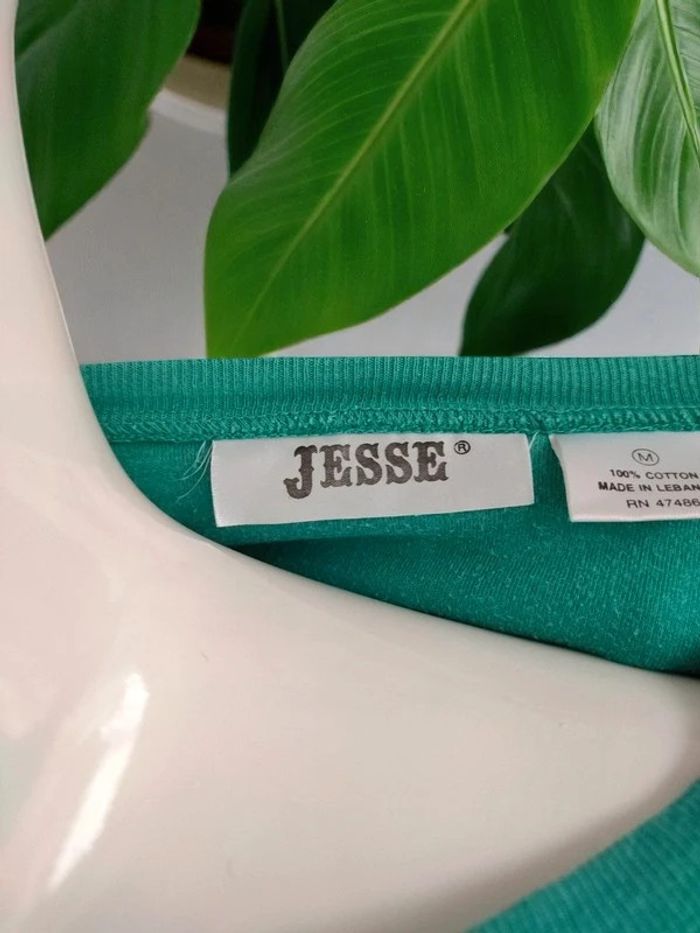 JESSE®
M
100% COTTON
MADE IN LEBAN
RN 47486